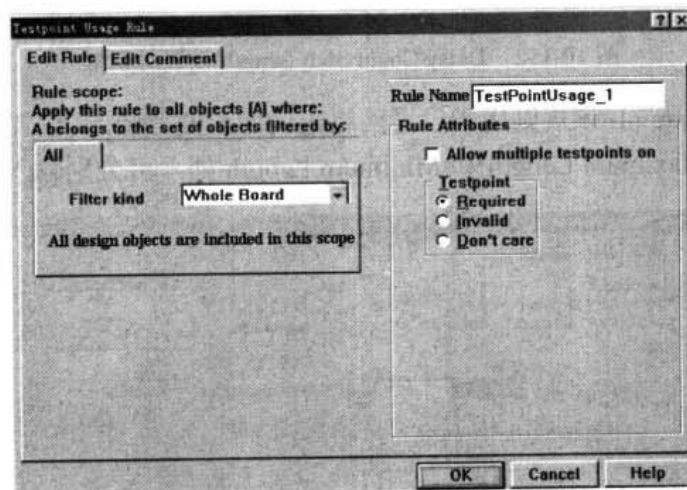 Testpoint Usage Rule
Edit Rule Edit Comment
Rule scope:
Apply this rule to all objects (A) where:
A belongs to the set of objects filtered by:
All
Filter kind Whole Board
All design objects are included in this scope
Rule Name TestPointUsage_1
Rule Attributes
Allow multiple testpoints on
Testpoint
Required
Invalid
Don't care
OK Cancel Help